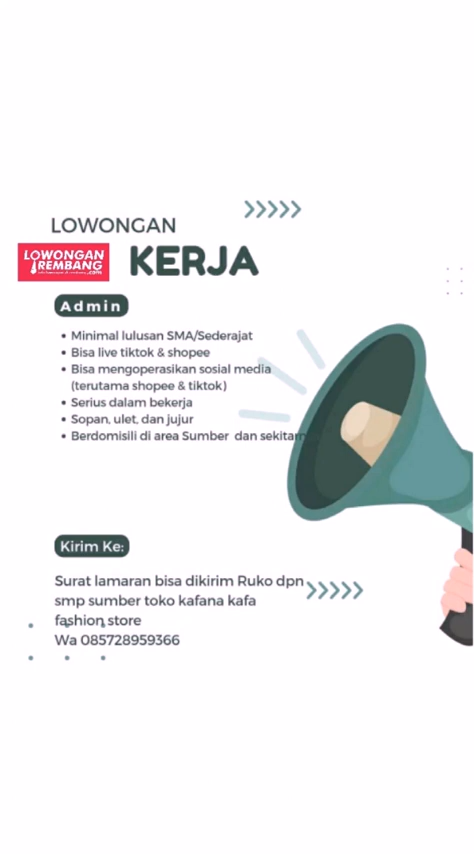 LOWONGAN
LOWONGAN
REMBANG
KERJA
Admin
Minimal lulusan SMA/Sederajat
Bisa live tiktok & shopee
Bisa mengoperasikan sosial media
(terutama shopee & tiktok)
Serius dalam bekerja
Sopan, ulet, dan jujur
Berdomisili di area Sumber dan sekitarn
Kirim Ke:
Surat lamaran bisa dikirim Ruko dpn
smp sumber toko kafana kafa
fashion store
Wa 085728959366